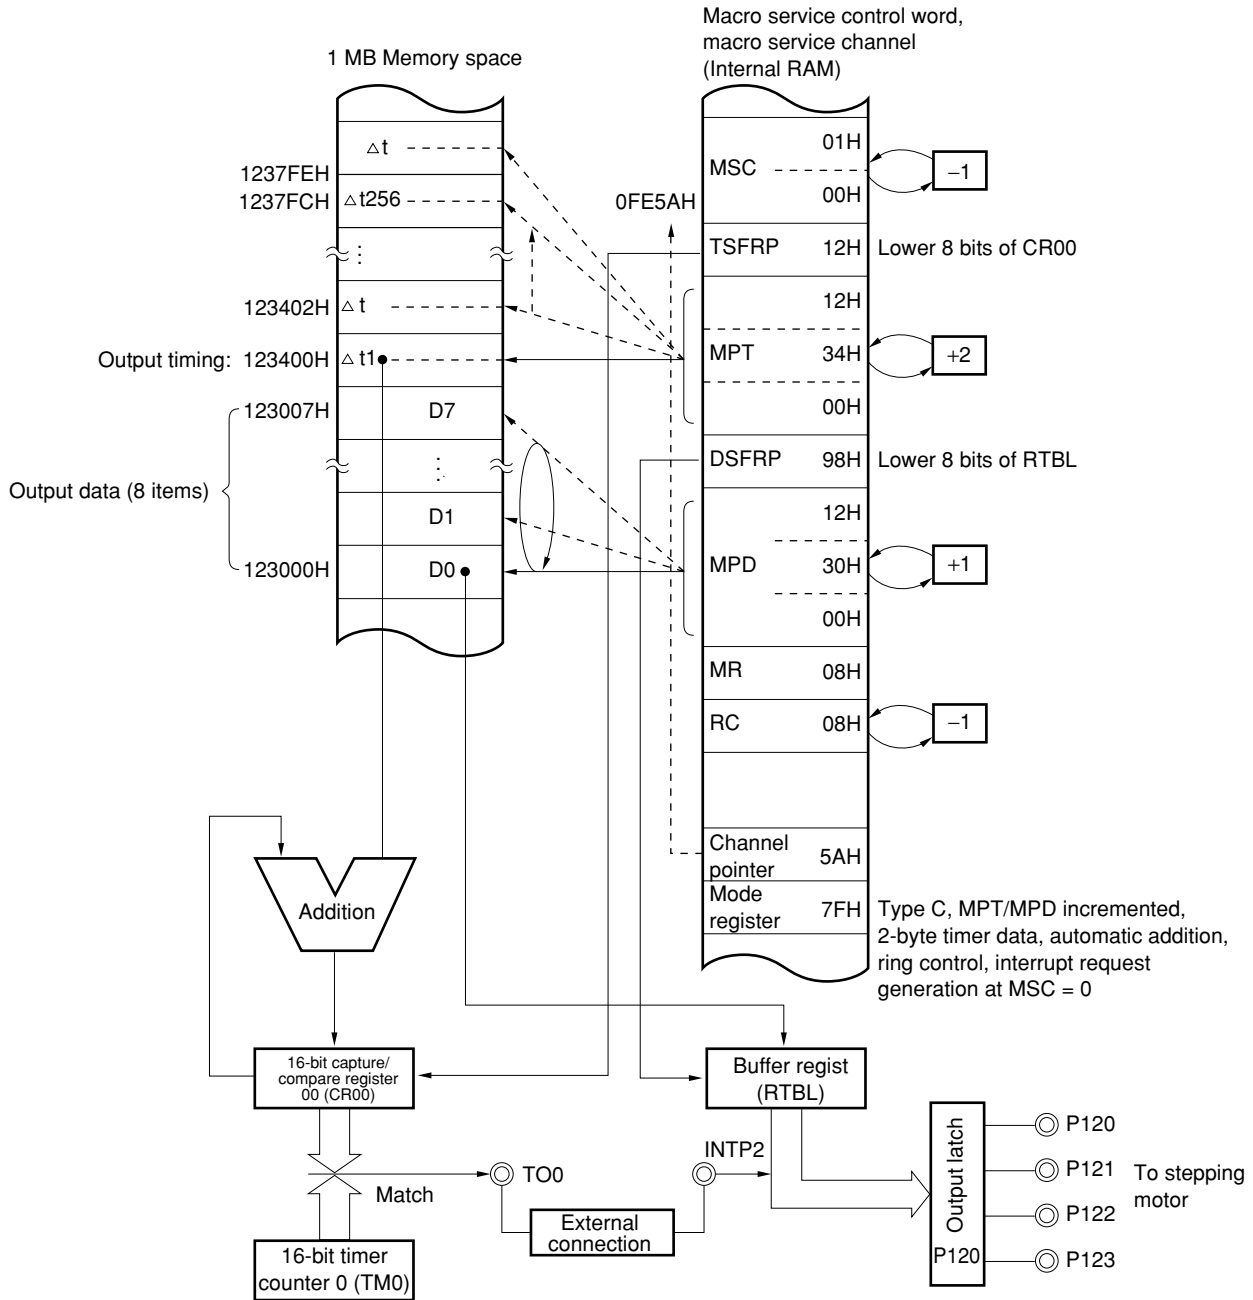 Macro service control word,
macro service channel
(Internal RAM)
1 MB Memory space
△t
1237FEH
1237FCH
△t256
⋮
123402H
△t
Output timing: 123400H
△t1
123007H
D7
⋮
Output data (8 items)
D1
123000H
D0
0FE5AH
MSC
01H
00H
−1
TSFRP 12H
Lower 8 bits of CR00
12H
MPT 34H
00H
+2
DSFRP 98H
Lower 8 bits of RTBL
12H
MPD 30H
00H
+1
MR 08H
RC 08H
−1
Channel
pointer
5AH
Mode
register
7FH
Type C, MPT/MPD incremented,
2-byte timer data, automatic addition,
ring control, interrupt request
generation at MSC = 0
Addition
16-bit capture/
compare register
00 (CR00)
Buffer regist
(RTBL)
Match
TO0
INTP2
External
connection
16-bit timer
counter 0 (TM0)
Output latch
P120
P120
P121
P122
P123
To stepping
motor